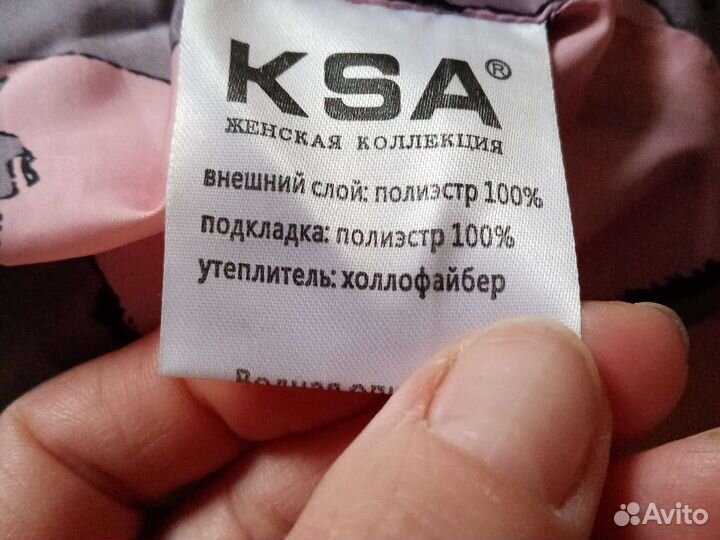 KSA®
ЖЕНСКАЯ КОЛЛЕКЦИЯ
внешний слой: полиэстр 100%
подкладка: полиэстр 100%
утеплитель: холлофайбер
Avito